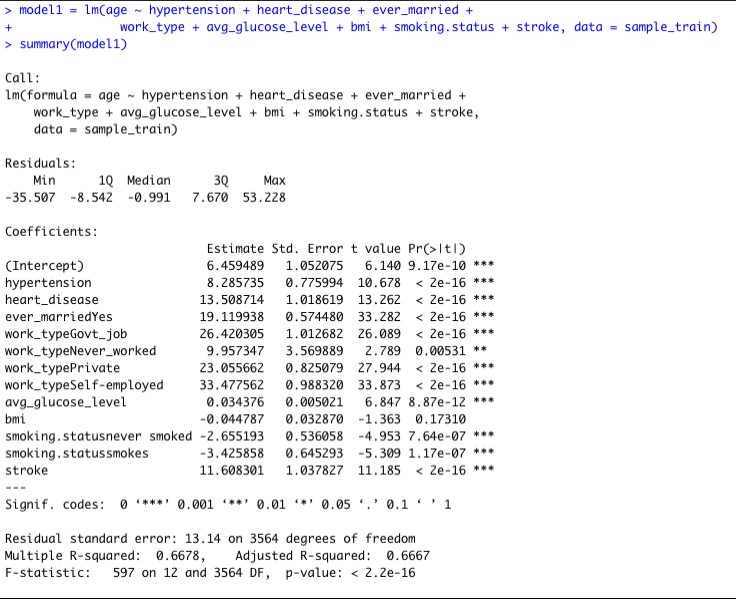 > model1 = lm(age ~ hypertension + heart_disease + ever_married +
+ work_type + avg_glucose_level + bmi + smoking.status + stroke, data = sample_train)
> summary(model1)
Call:
lm(formula = age ~ hypertension + heart_disease + ever_married +
work_type + avg_glucose_level + bmi + smoking.status + stroke,
data = sample_train)
Residuals:
Min 1Q Median 3Q Max
-35.507 -8.542 -0.991 7.670 53.228
Coefficients:
Estimate Std. Error t value Pr(>|t|)
(Intercept) 6.459489 1.052075 6.140 9.17e-10 ***
hypertension 8.285735 0.775994 10.678 < 2e-16 ***
heart_disease 13.508714 1.018619 13.262 < 2e-16 ***
ever_marriedYes 19.119938 0.574480 33.282 < 2e-16 ***
work_typeGovt_job 26.420305 1.012682 26.089 < 2e-16 ***
work_typeNever_worked 9.957347 3.569889 2.789 0.00531 **
work_typePrivate 23.055662 0.825079 27.944 < 2e-16 ***
work_typeSelf-employed 33.477562 0.988320 33.873 < 2e-16 ***
avg_glucose_level 0.034376 0.005021 6.847 8.87e-12 ***
bmi -0.044787 0.032870 -1.363 0.17310
smoking.statusnever smoked -2.655193 0.536058 -4.953 7.64e-07 ***
smoking.statussmokes -3.425858 0.645293 -5.309 1.17e-07 ***
stroke 11.608301 1.037827 11.185 < 2e-16 ***
---
Signif. codes: 0 ‘***’ 0.001 ‘**’ 0.01 ‘*’ 0.05 ‘.’ 0.1 ‘ ’ 1
Residual standard error: 13.14 on 3564 degrees of freedom
Multiple R-squared: 0.6678, Adjusted R-squared: 0.6667
F-statistic: 597 on 12 and 3564 DF, p-value: < 2.2e-16